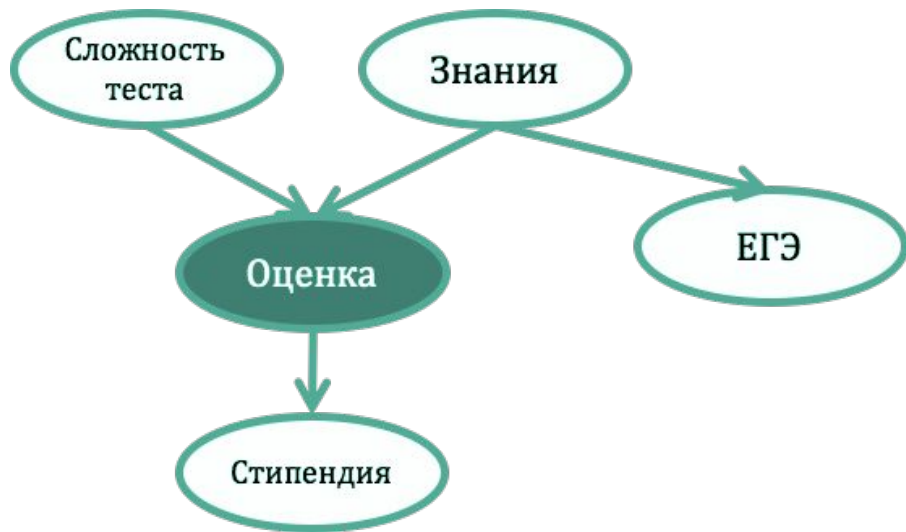 Сложность
теста
Знания
Оценка
ЕГЭ
Стипендия